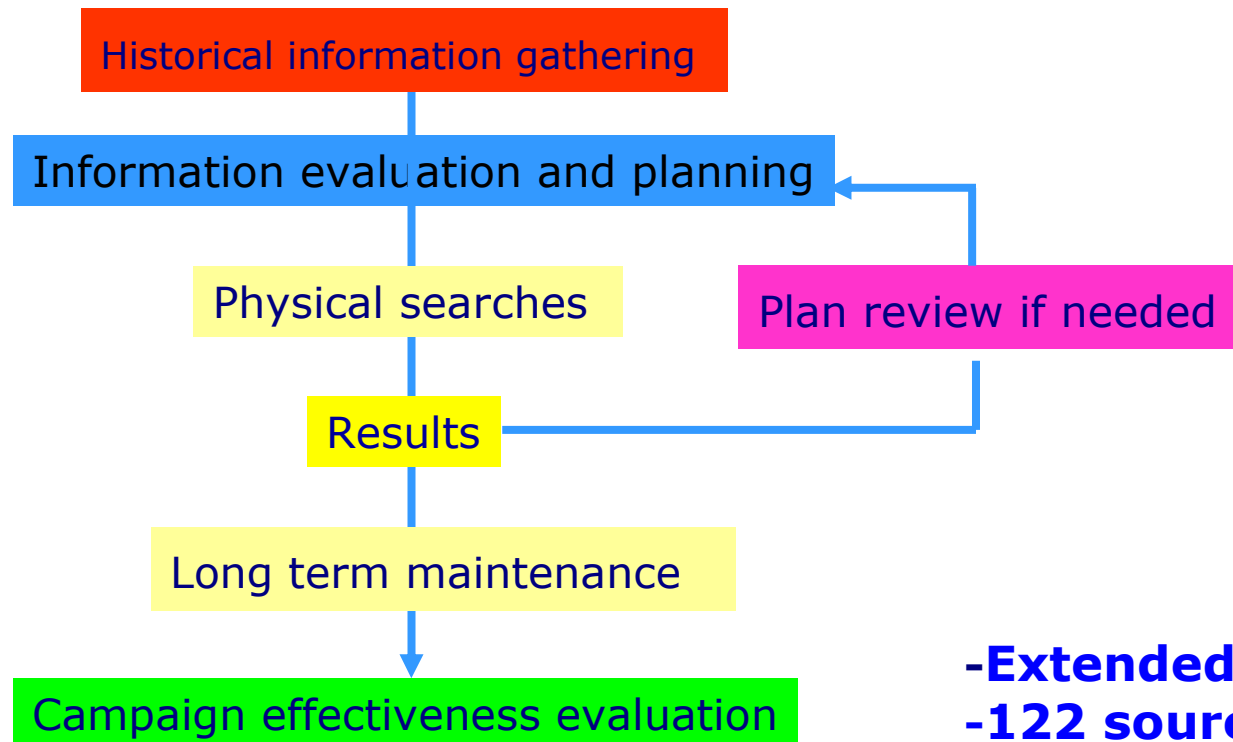 Historical information gathering
Information evaluation and planning
Physical searches
Plan review if needed
Results
Long term maintenance
-Extended
Campaign effectiveness evaluation
-122